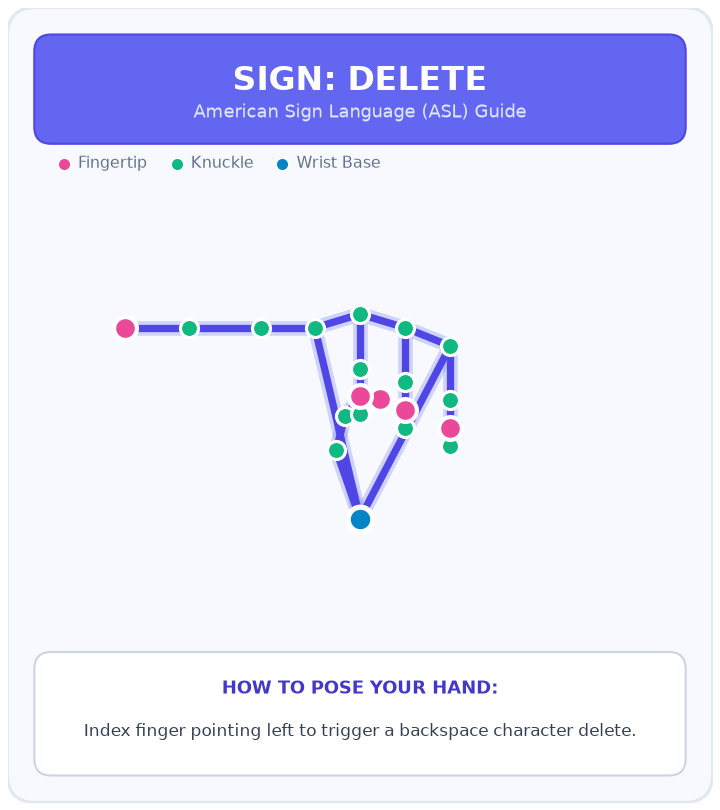 SIGN: DELETE
American Sign Language (ASL) Guide
Fingertip Knuckle Wrist Base
HOW TO POSE YOUR HAND:
Index finger pointing left to trigger a backspace character delete.